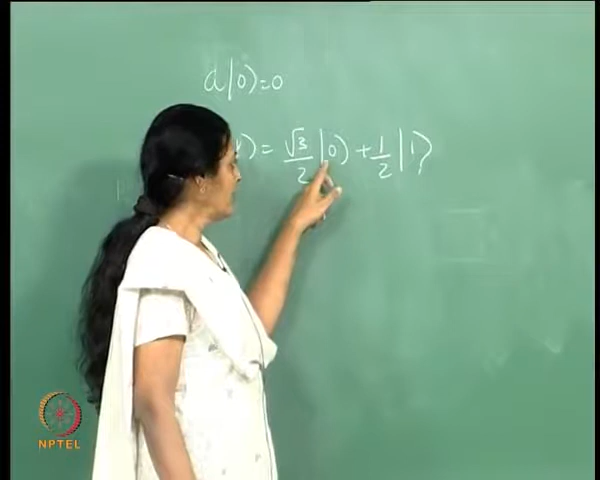 a|0⟩=0
⟩ = √3/2 |0⟩ + 1/2 |1⟩
NPTEL